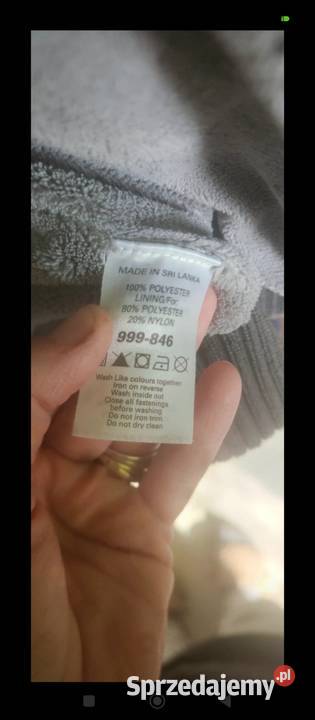 MADE IN SRI LANKA
100% POLYESTER
LINING/For:
80% POLYESTER
20% NYLON
999-846
Wash Like colours together
Iron on reverse
Wash inside out
Close all fastenings
before washing
Do not iron trim
Do not dry clean
Sprzedajemy.pl